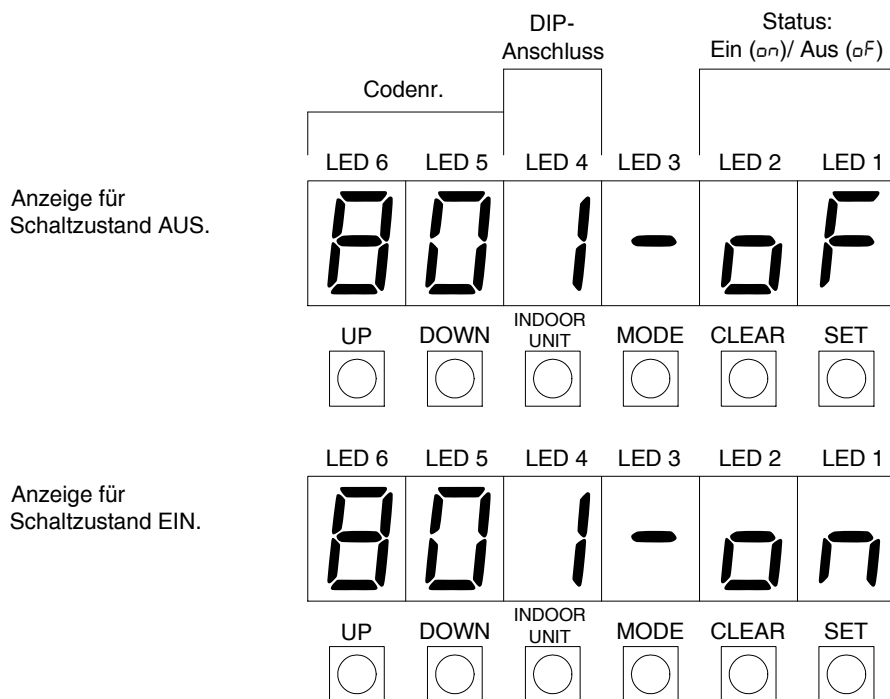 DIP-
Anschluss
Status:
Ein (on)/ Aus (oF)
Codenr.
LED 6 LED 5 LED 4 LED 3 LED 2 LED 1
Anzeige für
Schaltzustand AUS.
801-oF
UP DOWN INDOOR UNIT MODE CLEAR SET
LED 6 LED 5 LED 4 LED 3 LED 2 LED 1
Anzeige für
Schaltzustand EIN.
801-on
UP DOWN INDOOR UNIT MODE CLEAR SET